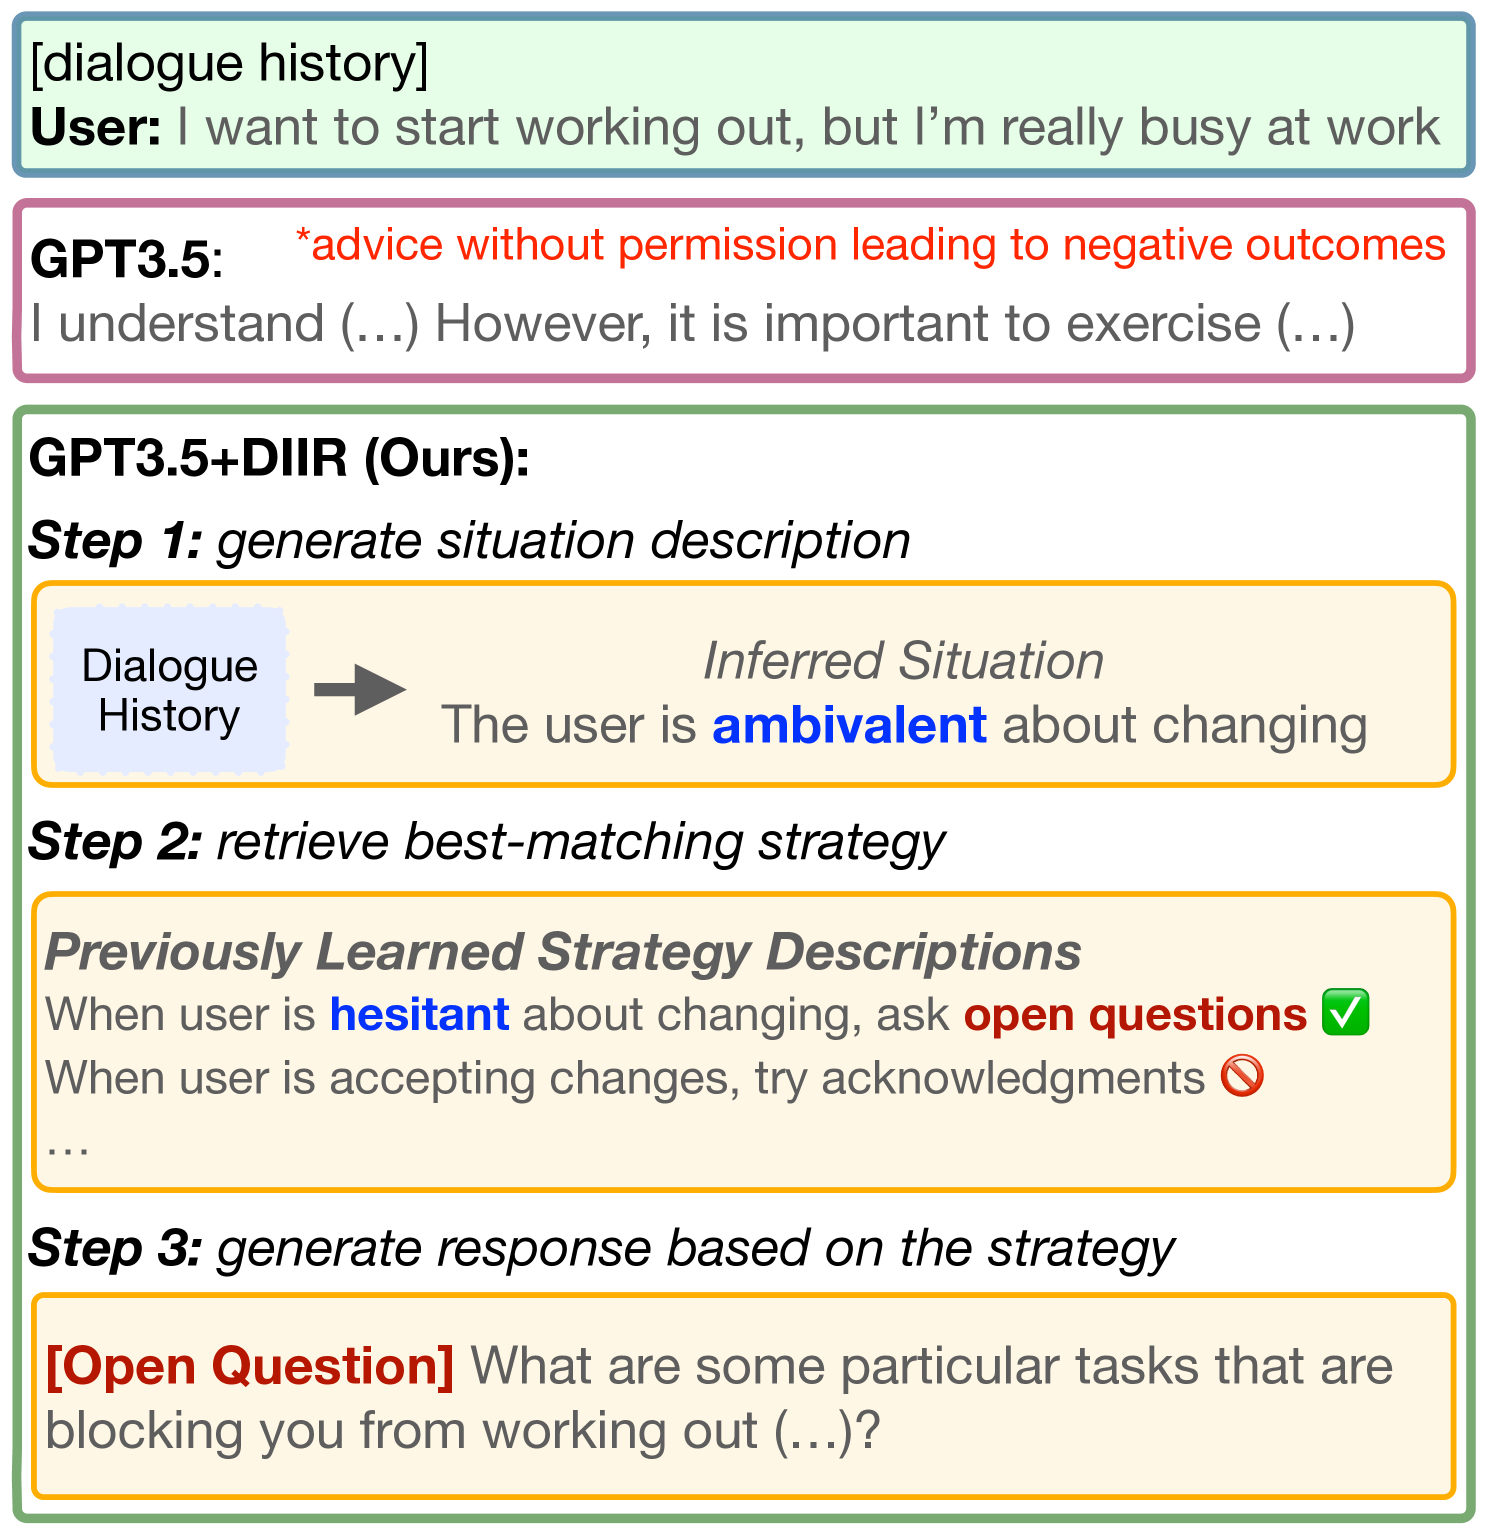 [dialogue history]
User: I want to start working out, but I’m really busy at work
*advice without permission leading to negative outcomes
GPT3.5:
I understand (…) However, it is important to exercise (…)
GPT3.5+DIIR (Ours):
Step 1: generate situation description
Dialogue
History
Inferred Situation
The user is ambivalent about changing
Step 2: retrieve best-matching strategy
Previously Learned Strategy Descriptions
When user is hesitant about changing, ask open questions ✅
When user is accepting changes, try acknowledgments 🚫
…
Step 3: generate response based on the strategy
[Open Question] What are some particular tasks that are
blocking you from working out (…)?